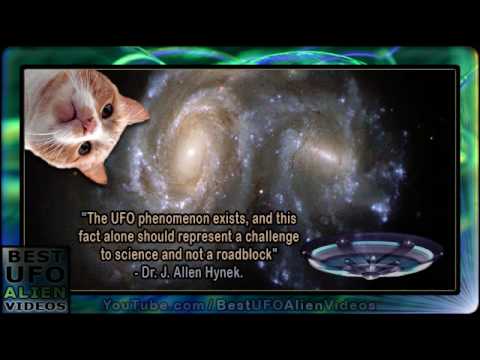 "The UFO phenomenon exists, and this
fact alone should represent a challenge
to science and not a roadblock"
- Dr. J. Allen Hynek.
BEST
UFO
ALIEN
VIDEOS
YouTube.com/BestUFOAlienVideos